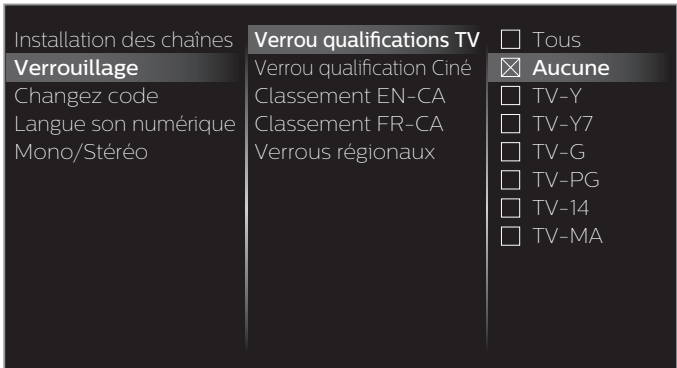 Installation des chaînes
Verrouillage
Changez code
Langue son numérique
Mono/Stéréo
Verrou qualifications TV
Verrou qualification Ciné
Classement EN-CA
Classement FR-CA
Verrous régionaux
Tous
Aucune
TV-Y
TV-Y7
TV-G
TV-PG
TV-14
TV-MA